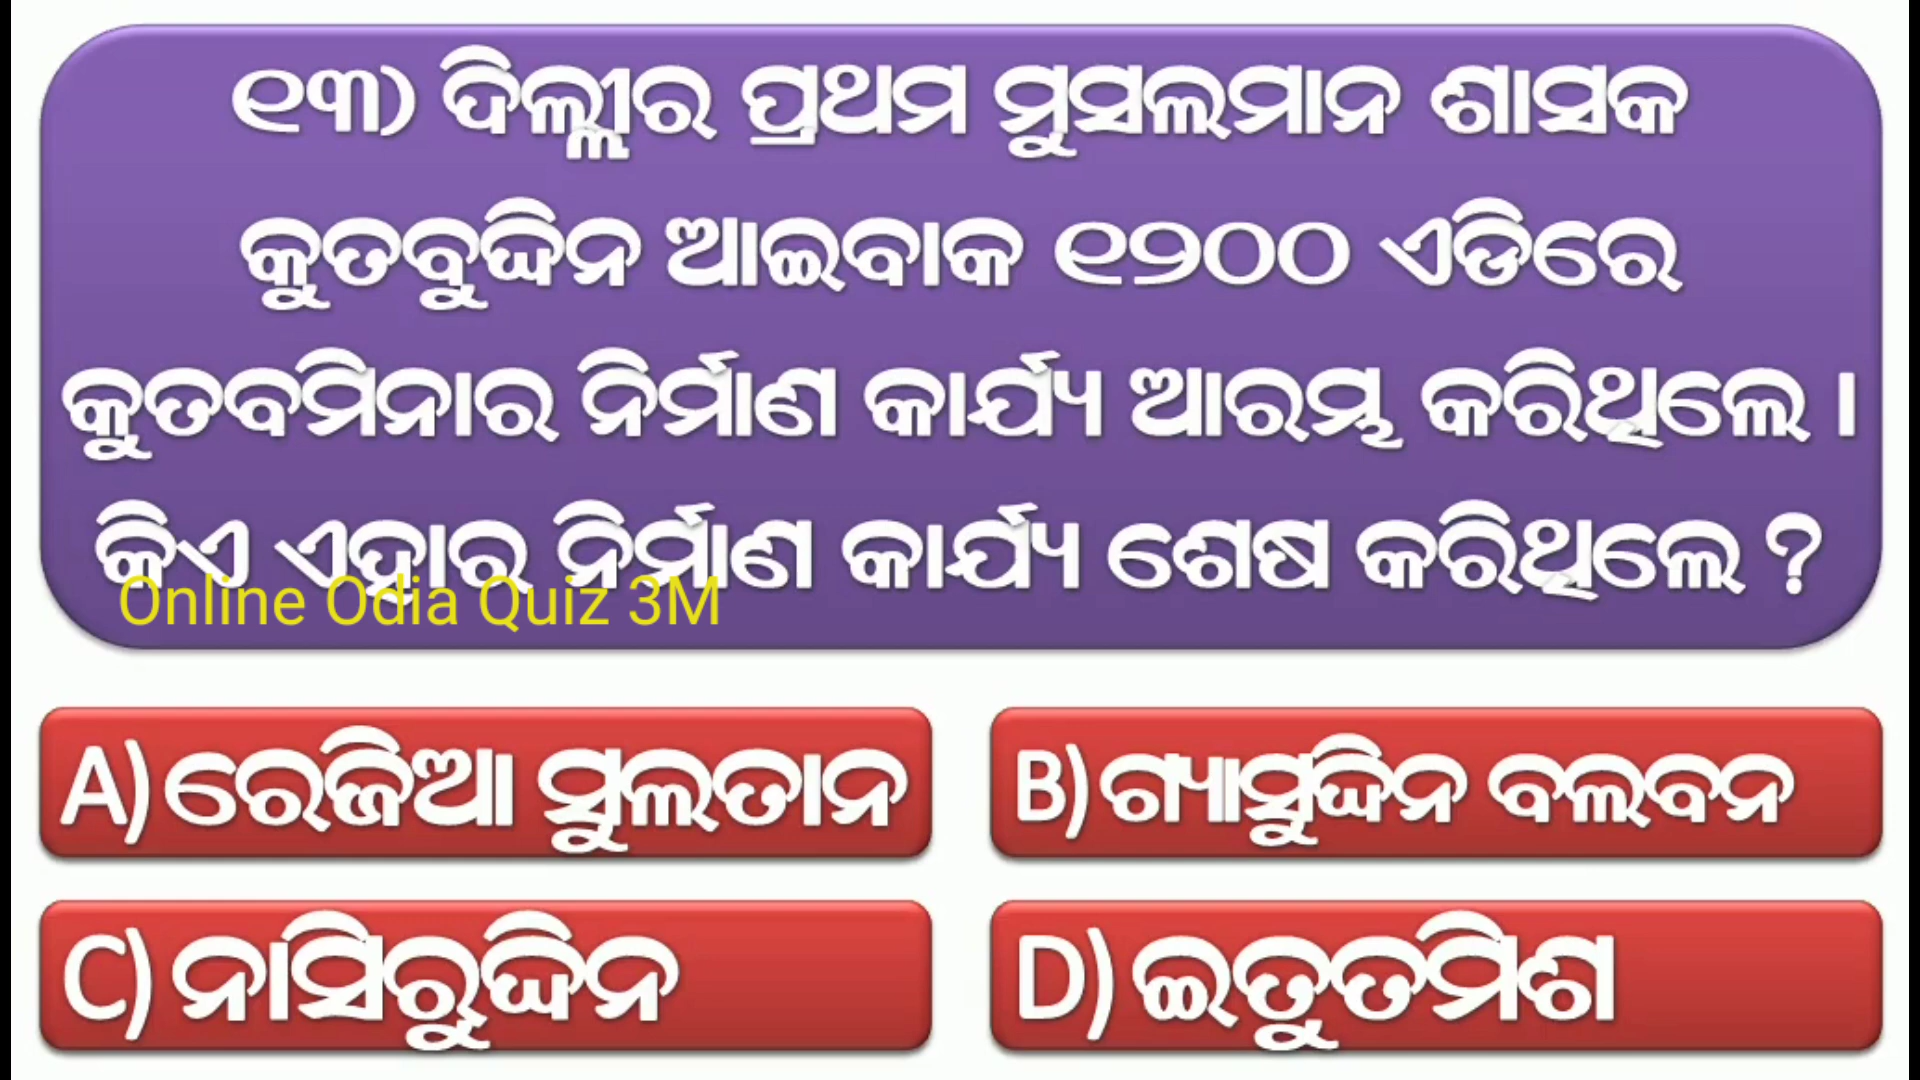 ୧୩) ଦିଲ୍ଲୀର ପ୍ରଥମ ମୁସଲମାନ ଶାସକ
କୁତବୁଦ୍ଦିନ ଆଇବାକ ୧୨୦୦ ଏଡିରେ
କୁତବମିନାର ନିର୍ମାଣ କାର୍ଯ୍ୟ ଆରମ୍ଭ କରିଥିଲେ ।
କିଏ ଏହାର ନିର୍ମାଣ କାର୍ଯ୍ୟ ଶେଷ କରିଥିଲେ ?
Online Odia Quiz 3M
A) ରେଜିଆ ସୁଲତାନ
B) ଗ୍ୟାସୁଦ୍ଦିନ ବଲବନ
C) ନାସିରୁଦ୍ଦିନ
D) ଇତୁତମିଶ